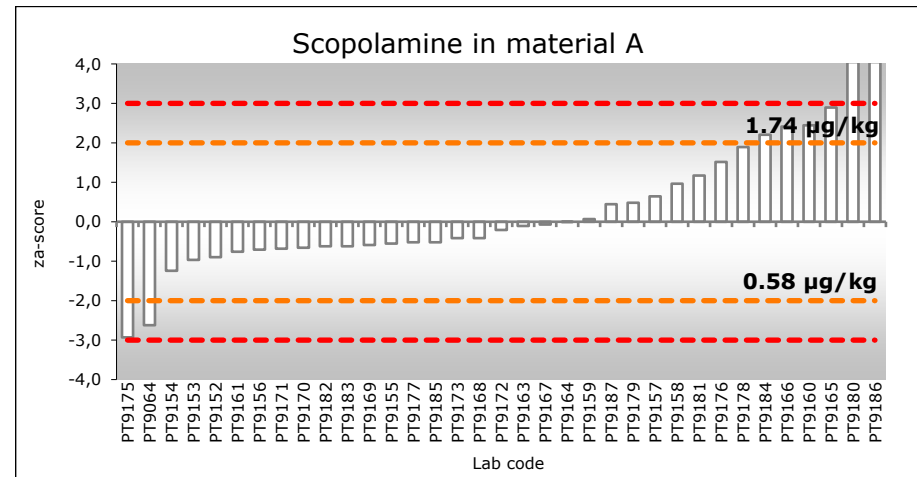 Scopolamine in material A
4,0
3,0
1.74 µg/kg
2,0
1,0
0,0
-1,0
0.58 µg/kg
-2,0
-3,0
-4,0
za-score
PT9175
PT9064
PT9154
PT9153
PT9152
PT9161
PT9156
PT9171
PT9170
PT9182
PT9183
PT9169
PT9155
PT9177
PT9185
PT9173
PT9168
PT9172
PT9163
PT9167
PT9164
PT9159
PT9187
PT9179
PT9157
PT9158
PT9181
PT9176
PT9178
PT9184
PT9166
PT9160
PT9165
PT9180
PT9186
Lab code